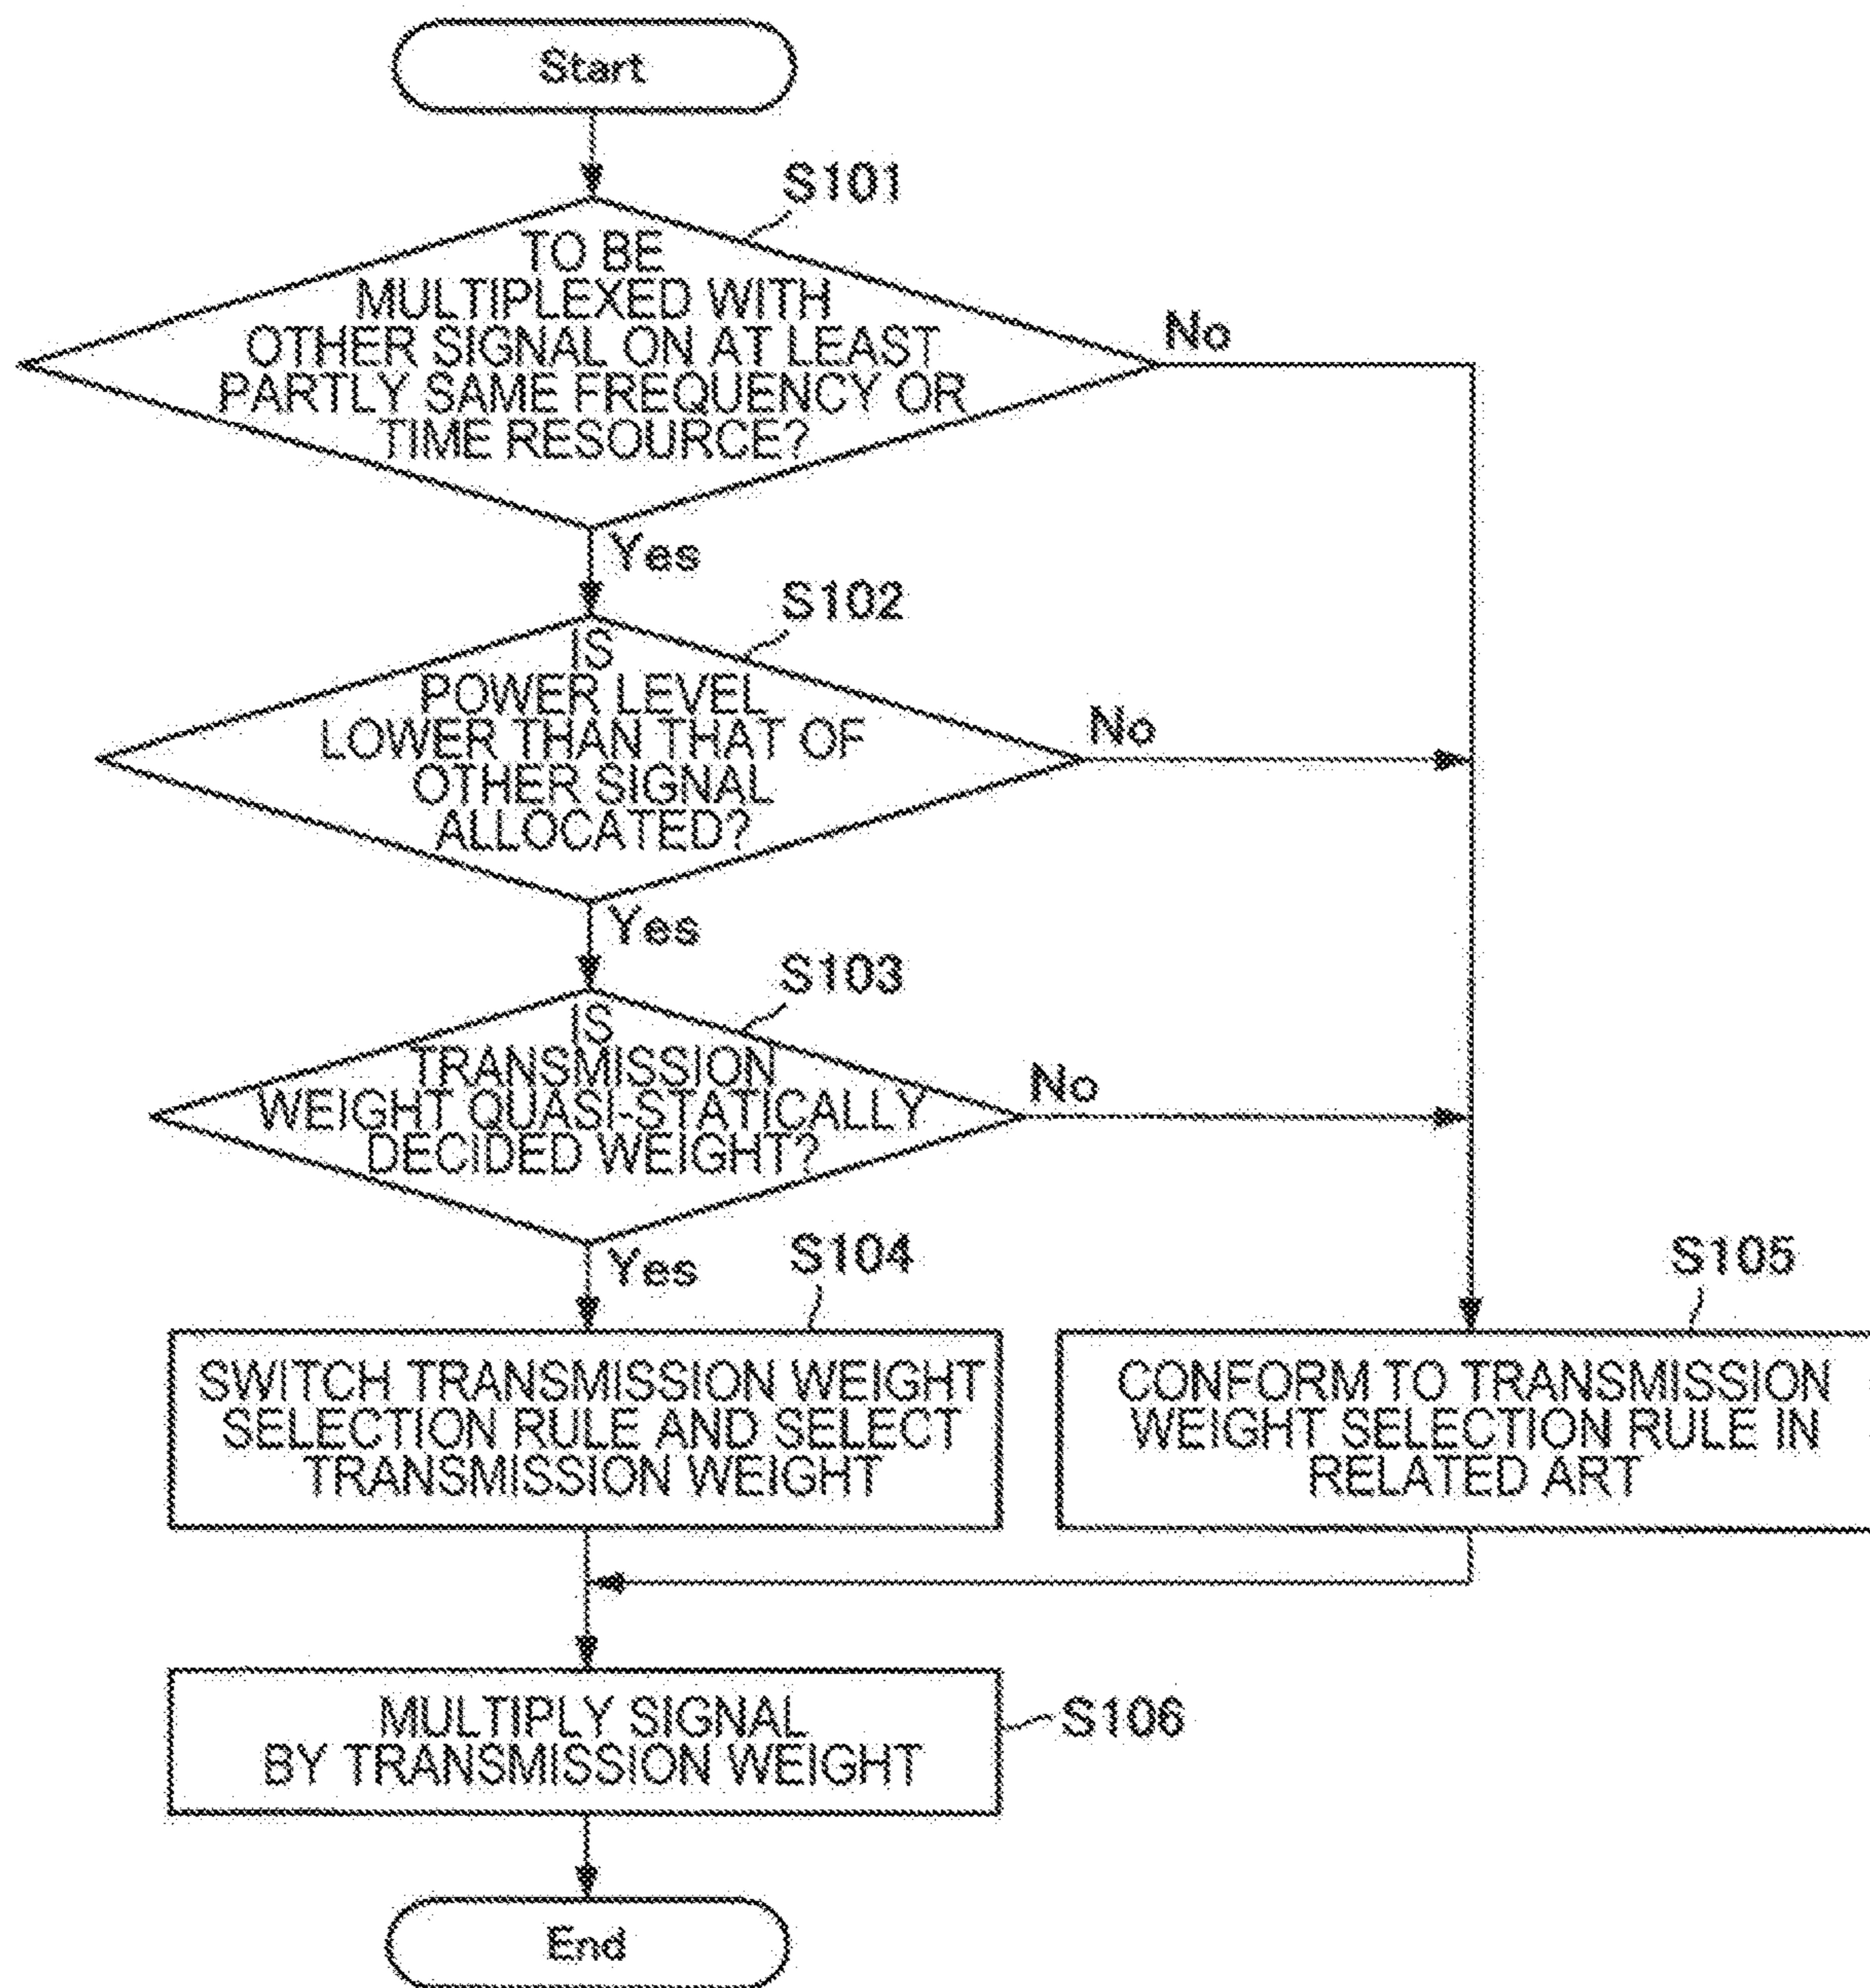 Start
S101
TO BE
MULTIPLEXED WITH
OTHER SIGNAL ON AT LEAST
PARTLY SAME FREQUENCY OR
TIME RESOURCE?
No
Yes
S102
IS
POWER LEVEL
LOWER THAN THAT OF
OTHER SIGNAL
ALLOCATED?
No
Yes
S103
IS
TRANSMISSION
WEIGHT QUASI-STATICALLY
DECIDED WEIGHT?
No
Yes
S104
SWITCH TRANSMISSION WEIGHT
SELECTION RULE AND SELECT
TRANSMISSION WEIGHT
S105
CONFORM TO TRANSMISSION
WEIGHT SELECTION RULE IN
RELATED ART
MULTIPLY SIGNAL
BY TRANSMISSION WEIGHT
S106
End